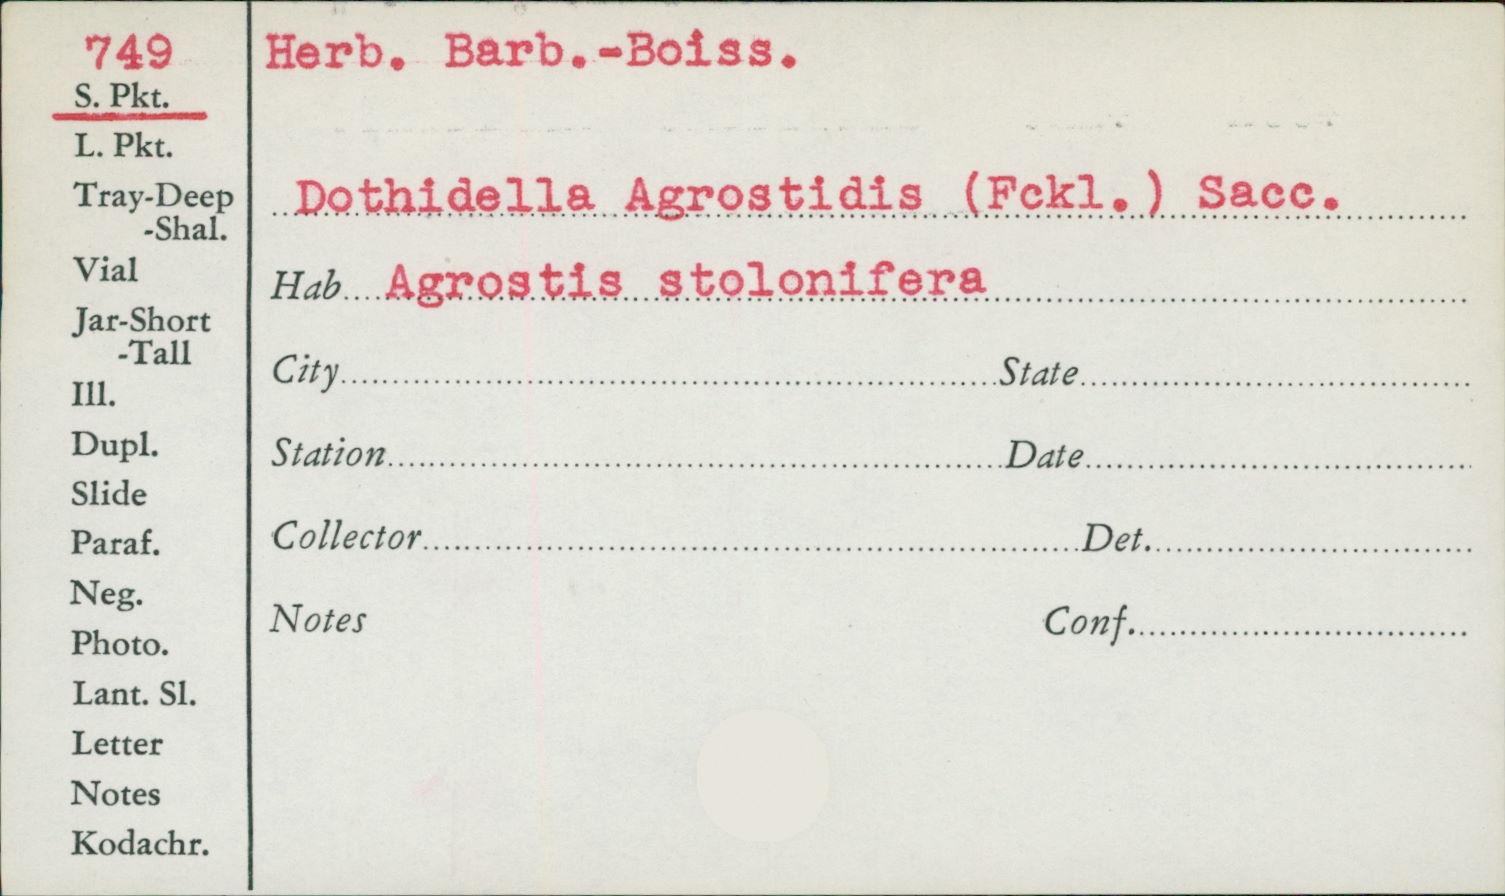 749
S. Pkt.
L. Pkt.
Tray-Deep
-Shal.
Vial
Jar-Short
-Tall
Ill.
Dupl.
Slide
Paraf.
Neg.
Photo.
Lant. Sl.
Letter
Notes
Kodachr.
Herb. Barb.-Boiss.
Dothidella Agrostidis (Fckl.) Sacc.
Hab Agrostis stolonifera
City State
Station Date
Collector Det.
Notes Conf.